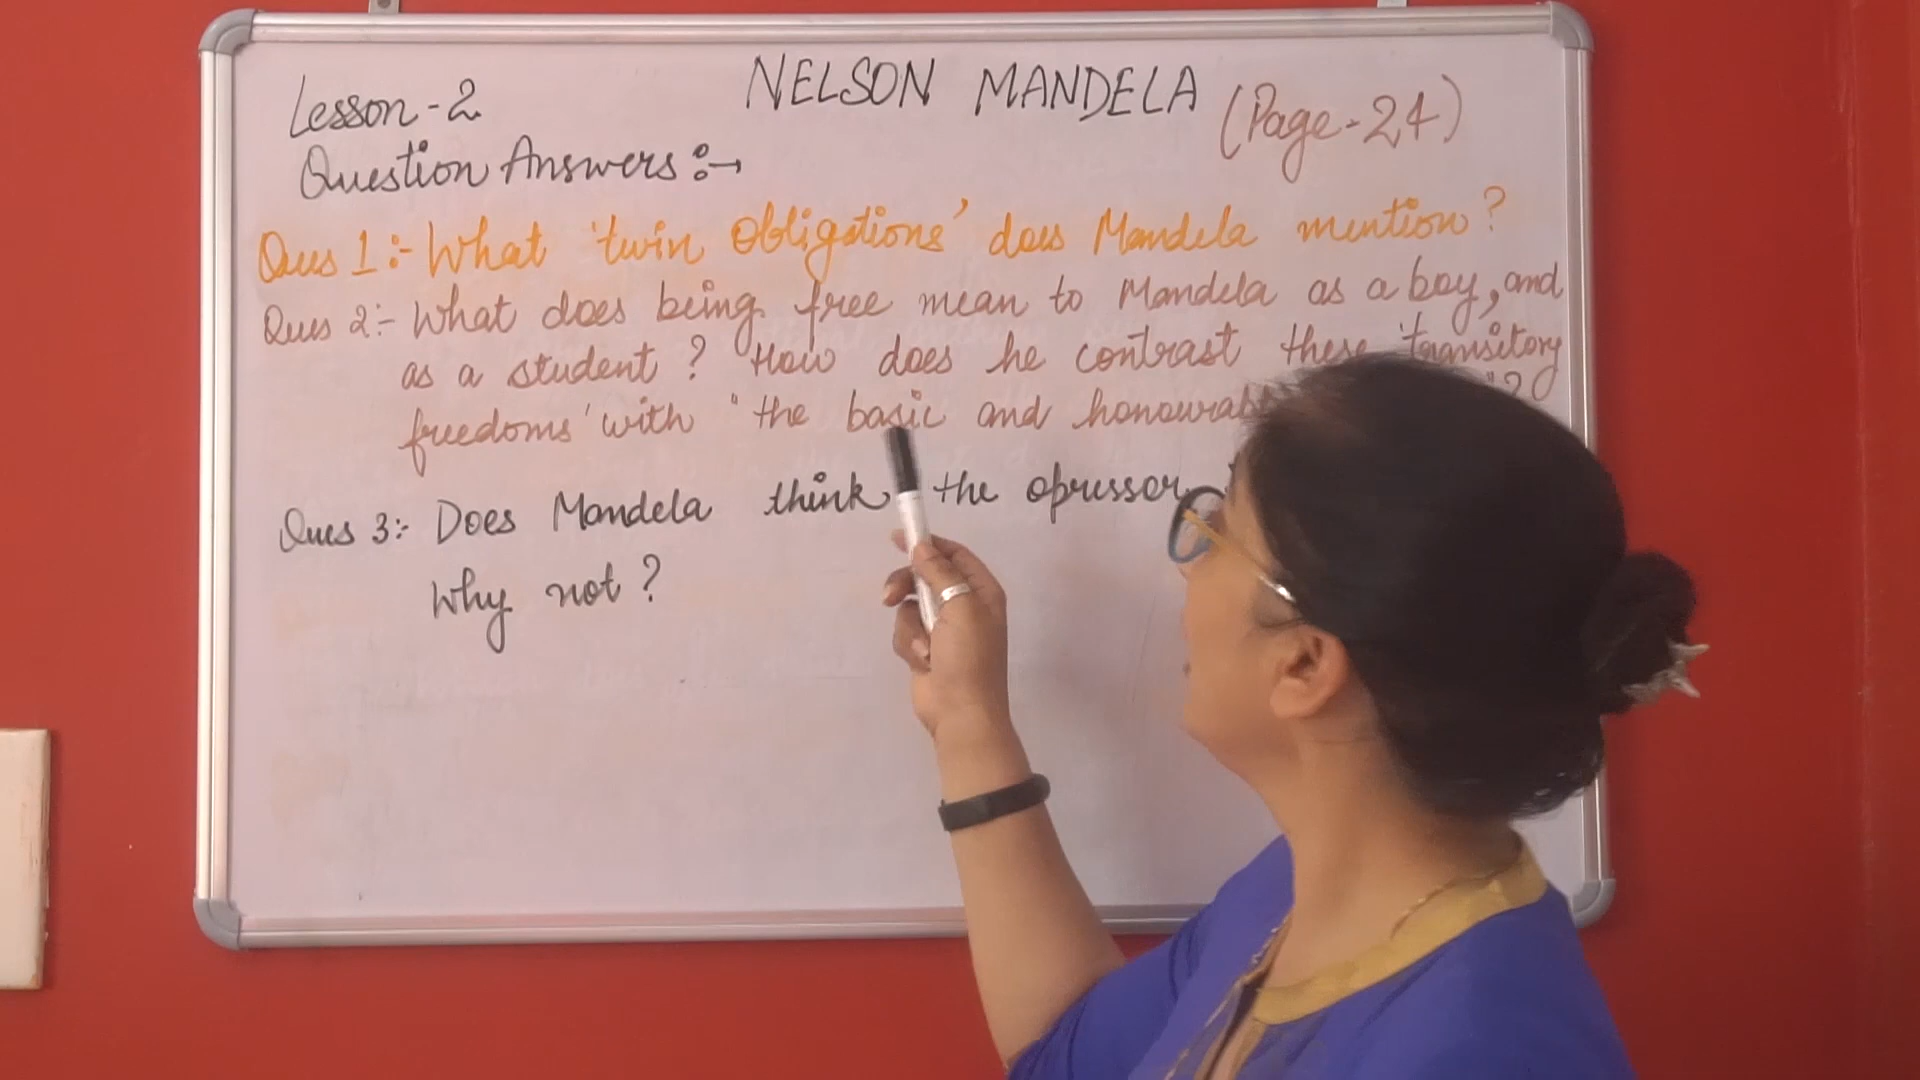 NELSON MANDELA
Lesson-2
(Page-24)
Question Answers :→
Ques 1:- What 'twin Obligations' does Mandela mention?
Ques 2:- What does being free mean to Mandela as a boy, and
as a student? How does he contrast these 'transitory
freedoms' with "the basic and "?
Ques 3:- Does Mandela think the opressor
Why not?